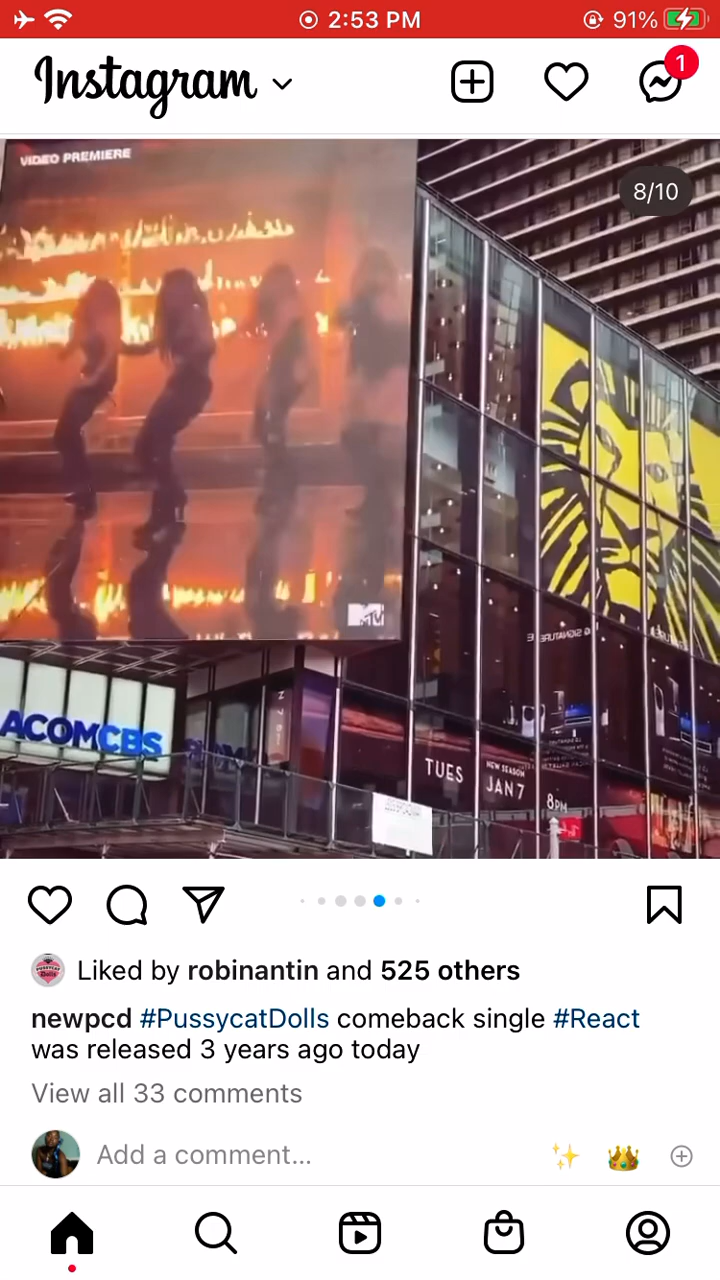 2:53 PM
91%
Instagram
1
VIDEO PREMIERE
8/10
MTV
ACOMCBS
TUES
NEW SEASON
JAN 7
8PM
Liked by robinantin and 525 others
newpcd #PussycatDolls comeback single #React
was released 3 years ago today
View all 33 comments
Add a comment...